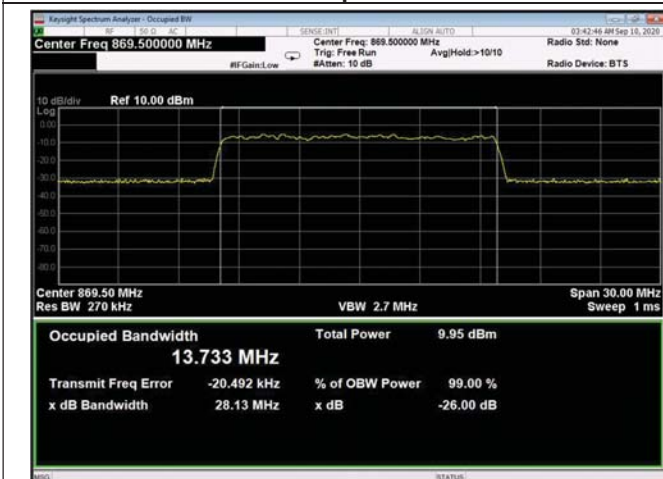 Keysight Spectrum Analyzer - Occupied BW
RF 50 Ω AC SENSE:INT ALIGN AUTO 03:42:46 AM Sep 10, 2020
Center Freq 869.500000 MHz Center Freq: 869.500000 MHz Radio Std: None
Trig: Free Run Avg|Hold:>10/10
#IFGain:Low #Atten: 10 dB Radio Device: BTS
10 dB/div Ref 10.00 dBm
Log
0.00
-10.0
-20.0
-30.0
-40.0
-50.0
-60.0
-70.0
-80.0
Center 869.50 MHz Span 30.00 MHz
Res BW 270 kHz VBW 2.7 MHz Sweep 1 ms
Occupied Bandwidth Total Power 9.95 dBm
13.733 MHz
Transmit Freq Error -20.492 kHz % of OBW Power 99.00 %
x dB Bandwidth 28.13 MHz x dB -26.00 dB
MSG STATUS